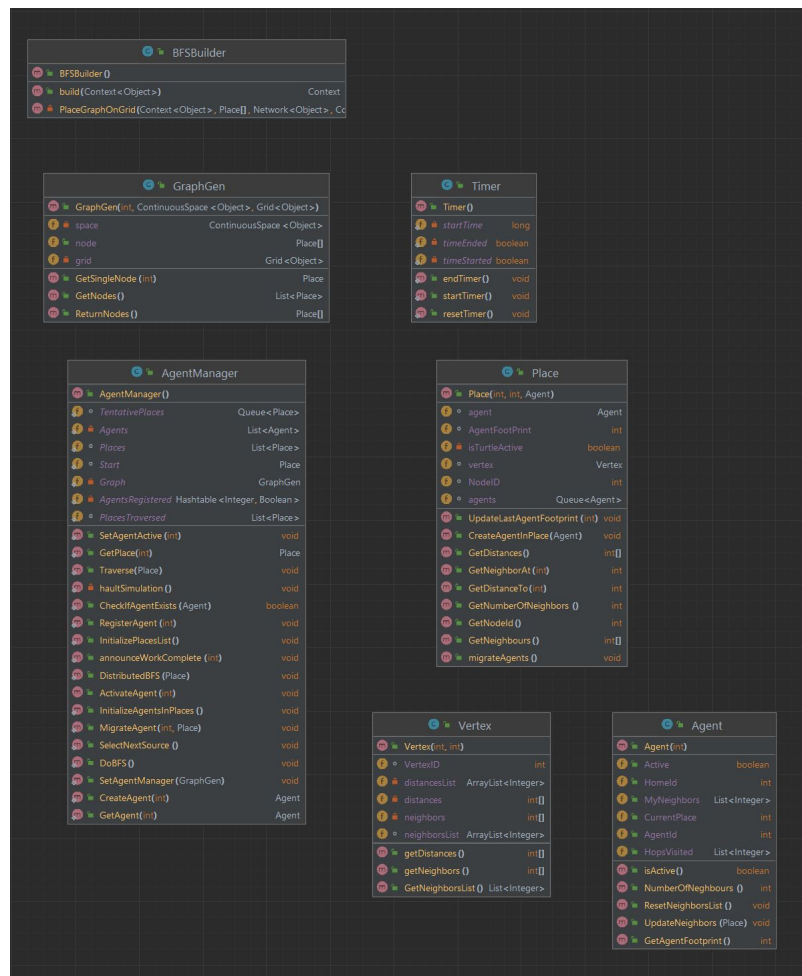 BFSBuilder
BFSBuilder()
build(Context<Object>) Context
PlaceGraphOnGrid(Context<Object>, Place[], Network<Object>, Co
GraphGen
GraphGen(int, ContinuousSpace <Object>, Grid<Object>)
space ContinuousSpace <Object>
node Place[]
grid Grid<Object>
GetSingleNode (int) Place
GetNodes() List<Place>
ReturnNodes() Place[]
Timer
Timer()
startTime long
timeEnded boolean
timeStarted boolean
endTimer() void
startTimer() void
resetTimer() void
AgentManager
AgentManager()
TentativePlaces Queue<Place>
Agents List<Agent>
Places List<Place>
Start Place
Graph GraphGen
AgentsRegistered Hashtable <Integer, Boolean >
PlacesTraversed List<Place>
SetAgentActive (int) void
GetPlace(int) Place
Traverse(Place) void
haultSimulation () void
CheckIfAgentExists (Agent) boolean
RegisterAgent (int) void
InitializePlacesList() void
announceWorkComplete (int) void
DistributedBFS (Place) void
ActivateAgent (int) void
InitializeAgentsInPlaces () void
MigrateAgent(int, Place) void
SelectNextSource () void
DoBFS() void
SetAgentManager(GraphGen) void
CreateAgent(int) Agent
GetAgent(int) Agent
Place
Place(int, int, Agent)
agent Agent
AgentFootPrint int
isTurtleActive boolean
vertex Vertex
NodeID int
agents Queue<Agent>
UpdateLastAgentFootprint (int) void
CreateAgentInPlace(Agent) void
GetDistances() int[]
GetNeighborAt (int) int
GetDistanceTo(int) int
GetNumberOfNeighbors () int
GetNodeId () int
GetNeighbours() int[]
migrateAgents () void
Vertex
Vertex(int, int)
VertexID int
distancesList ArrayList<Integer>
distances int[]
neighbors int[]
neighborsList ArrayList<Integer>
getDistances () int[]
getNeighbors () int[]
GetNeighborsList () List<Integer>
Agent
Agent(int)
Active boolean
HomeId int
MyNeighbors List<Integer>
CurrentPlace int
AgentId int
HopsVisited List<Integer>
isActive() boolean
NumberOfNeghbours () int
ResetNeighborsList () void
UpdateNeighbors (Place) void
GetAgentFootprint () int